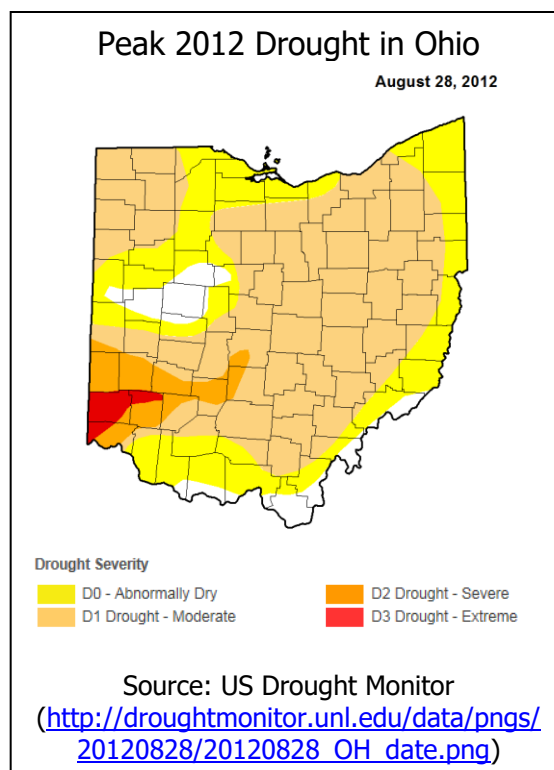 Peak 2012 Drought in Ohio
August 28, 2012
Drought Severity
D0 - Abnormally Dry
D1 Drought - Moderate
D2 Drought - Severe
D3 Drought - Extreme
Source: US Drought Monitor
(http://droughtmonitor.unl.edu/data/pngs/
20120828/20120828_OH_date.png)